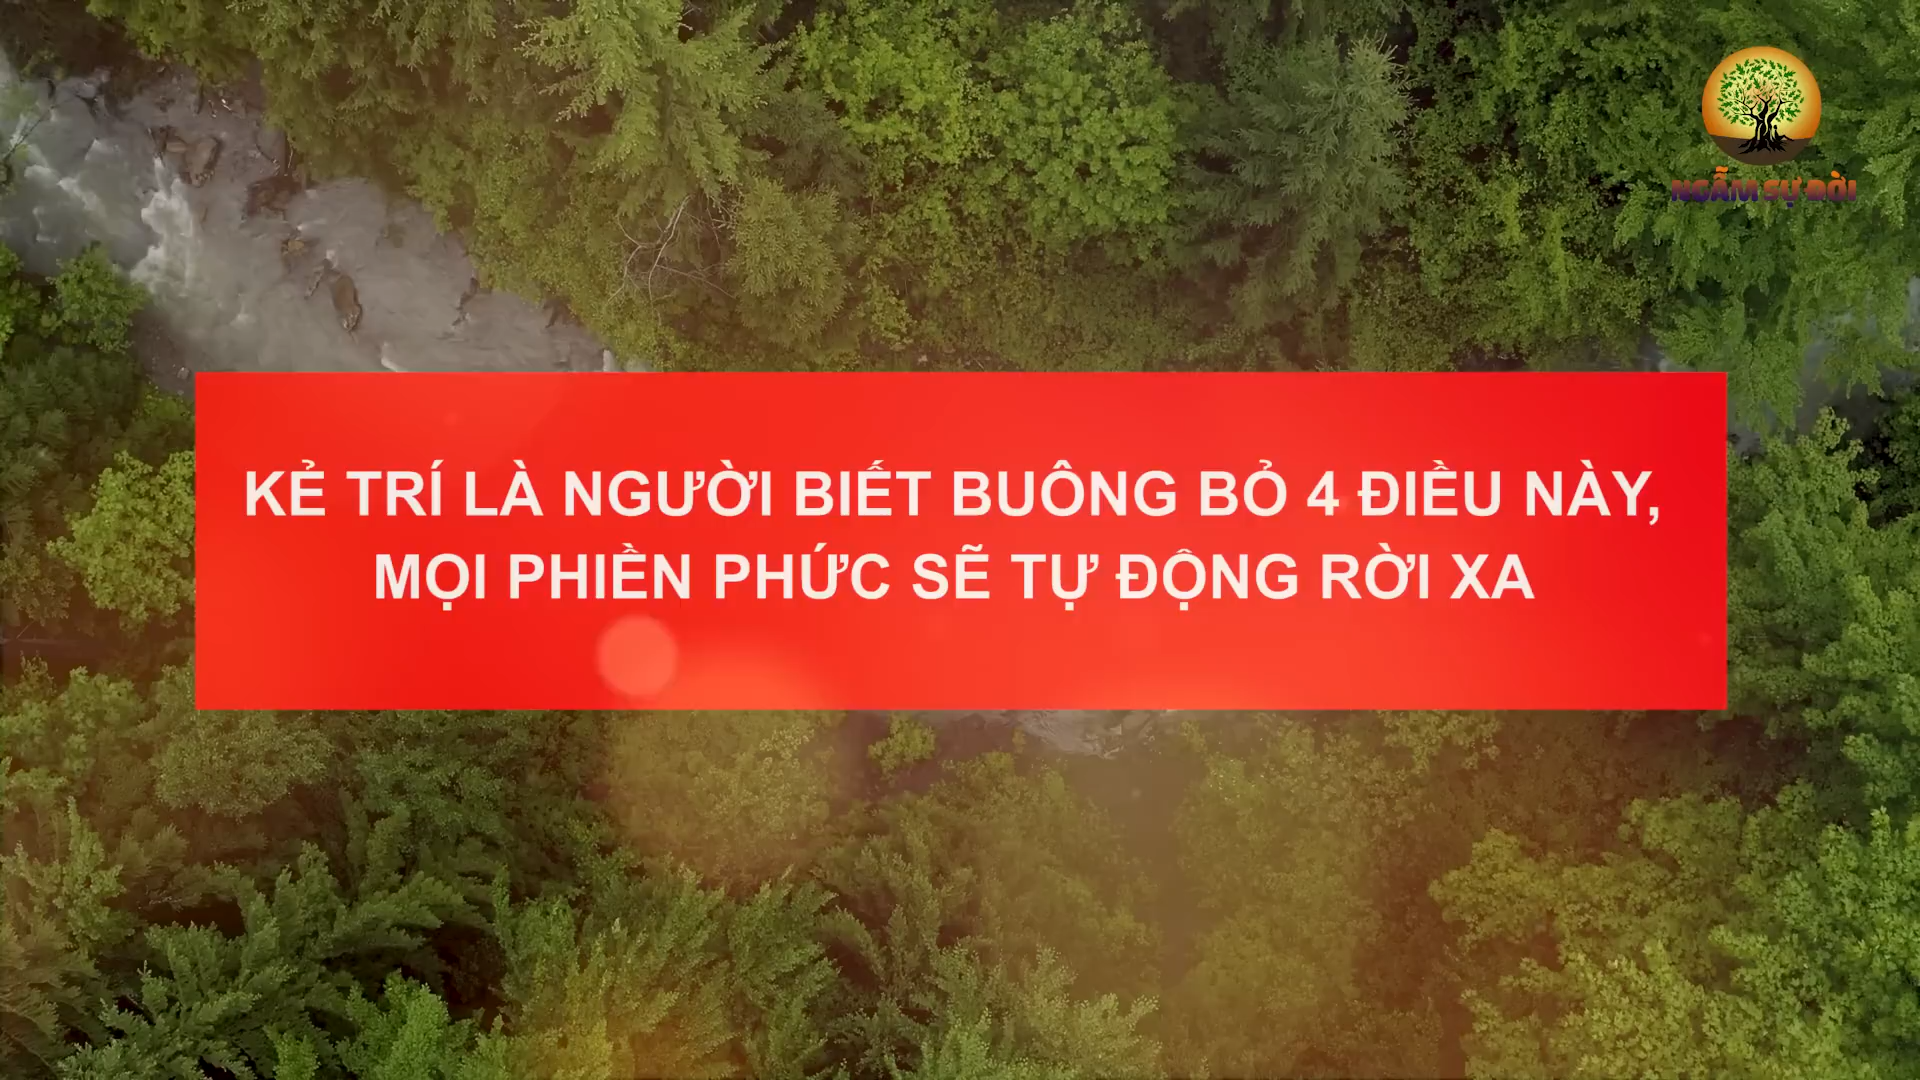 NGẪM SỰ ĐỜI
KẺ TRÍ LÀ NGƯỜI BIẾT BUÔNG BỎ 4 ĐIỀU NÀY,
MỌI PHIỀN PHỨC SẼ TỰ ĐỘNG RỜI XA